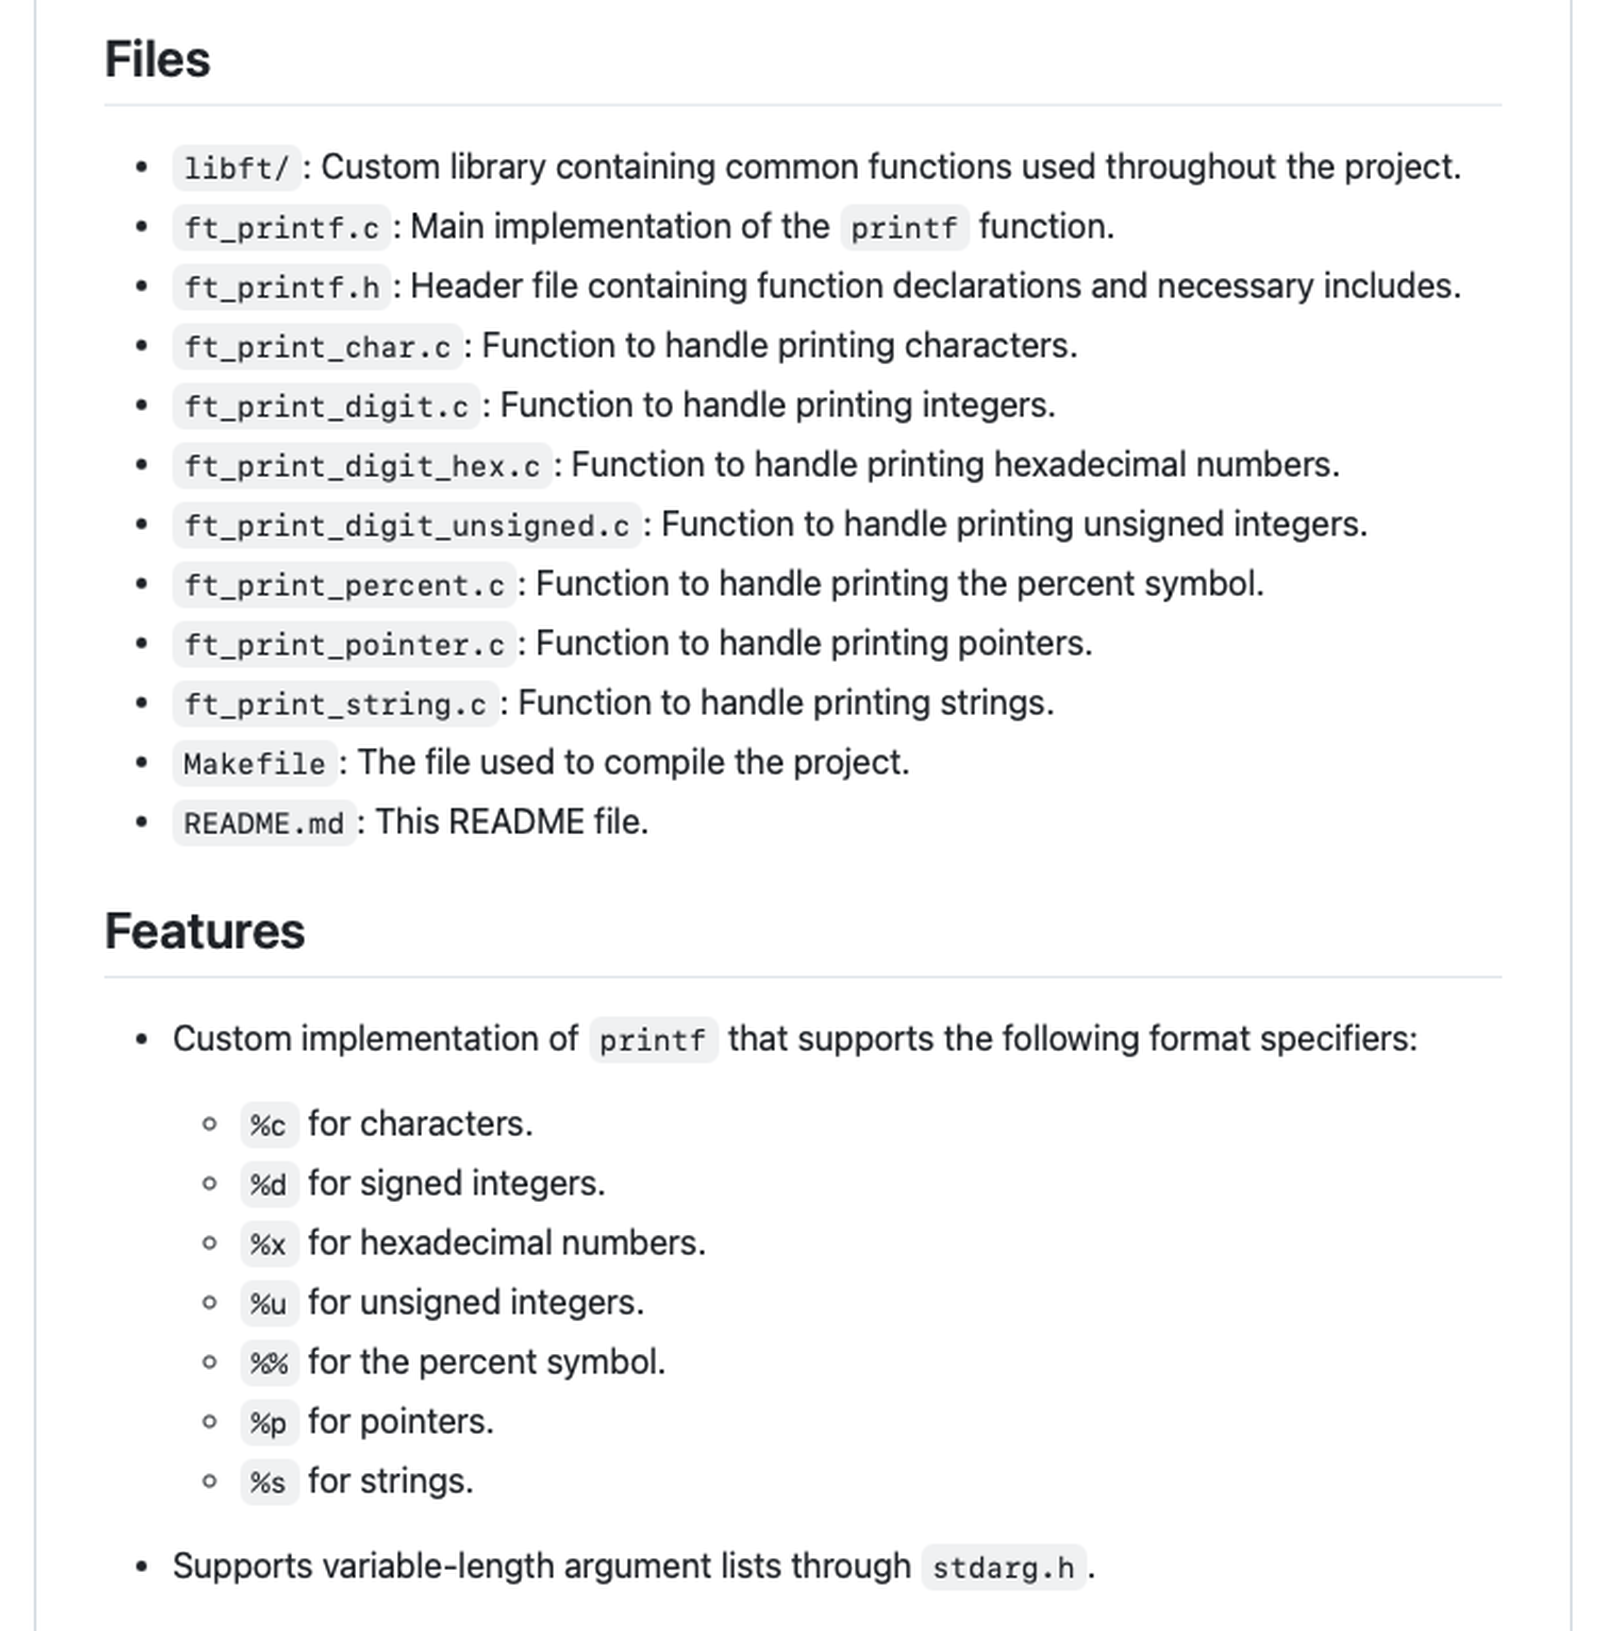 Files
• libft/ : Custom library containing common functions used throughout the project.
• ft_printf.c : Main implementation of the printf function.
• ft_printf.h : Header file containing function declarations and necessary includes.
• ft_print_char.c : Function to handle printing characters.
• ft_print_digit.c : Function to handle printing integers.
• ft_print_digit_hex.c : Function to handle printing hexadecimal numbers.
• ft_print_digit_unsigned.c : Function to handle printing unsigned integers.
• ft_print_percent.c : Function to handle printing the percent symbol.
• ft_print_pointer.c : Function to handle printing pointers.
• ft_print_string.c : Function to handle printing strings.
• Makefile : The file used to compile the project.
• README.md : This README file.
Features
• Custom implementation of printf that supports the following format specifiers:
○ %c for characters.
○ %d for signed integers.
○ %x for hexadecimal numbers.
○ %u for unsigned integers.
○ %% for the percent symbol.
○ %p for pointers.
○ %s for strings.
• Supports variable-length argument lists through stdarg.h .